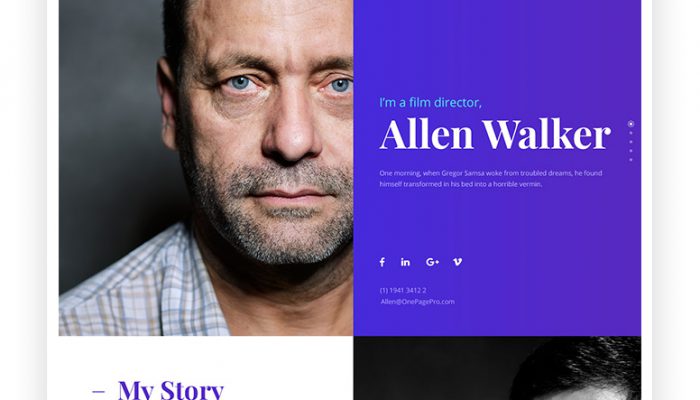 I'm a film director,
Allen Walker
One morning, when Gregor Samsa woke from troubled dreams, he found
himself transformed in his bed into a horrible vermin.
(1) 1941 3412 2
Allen@OnePagePro.com
– My Story